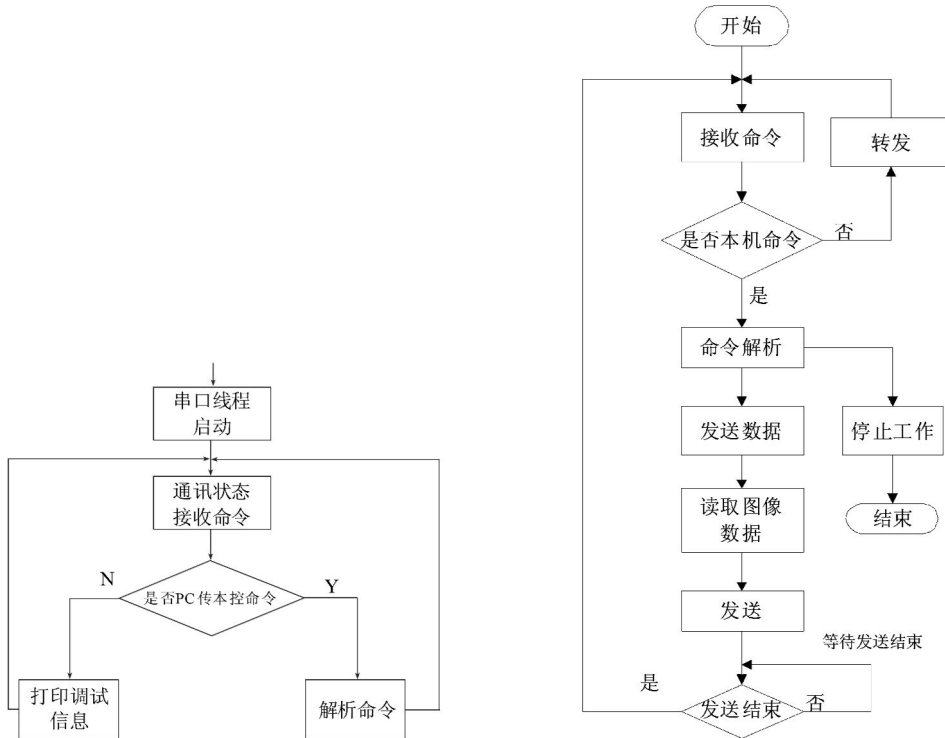 串口线程
启动
通讯状态
接收命令
N
是否PC传本控命令
Y
打印调试
信息
解析命令
开始
接收命令
转发
是否本机命令
否
是
命令解析
发送数据
停止工作
读取图像
数据
结束
发送
等待发送结束
是
发送结束
否